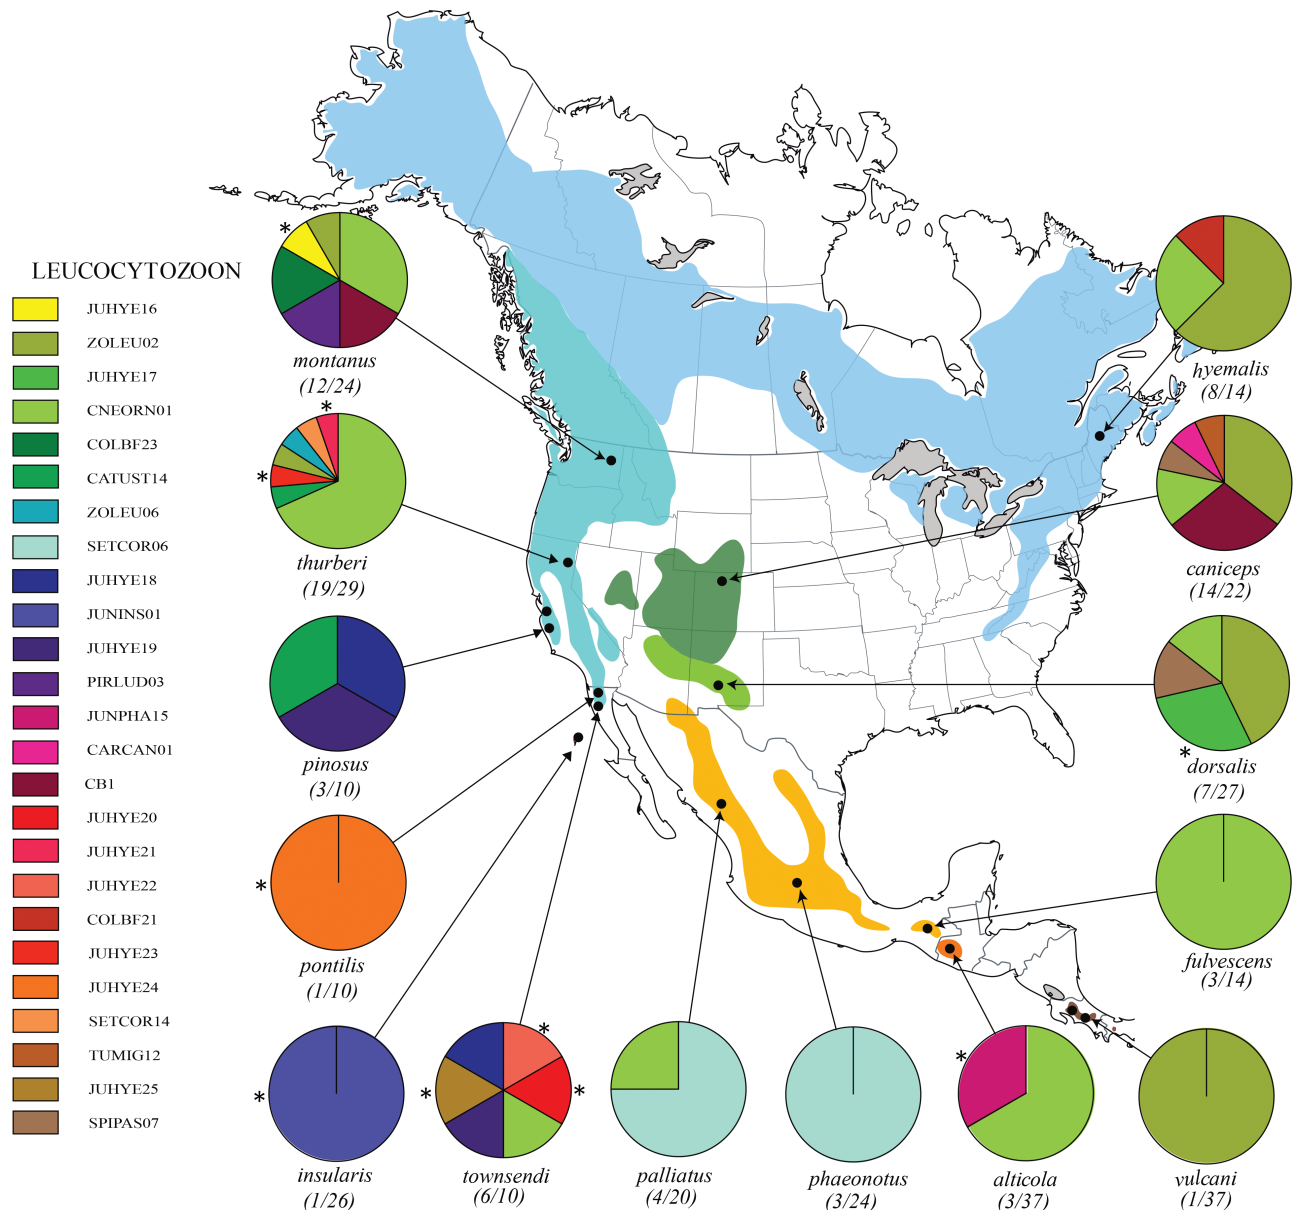 LEUCOCYTOZOON
JUHYE16
ZOLEU02
JUHYE17
CNEORN01
COLBF23
CATUST14
ZOLEU06
SETCOR06
JUHYE18
JUNINS01
JUHYE19
PIRLUD03
JUNPHA15
CARCAN01
CB1
JUHYE20
JUHYE21
JUHYE22
COLBF21
JUHYE23
JUHYE24
SETCOR14
TUMIG12
JUHYE25
SPIPAS07
*
montanus
(12/24)
*
*
thurberi
(19/29)
pinosus
(3/10)
*
pontilis
(1/10)
*
insularis
(1/26)
*
*
*
townsendi
(6/10)
palliatus
(4/20)
phaeonotus
(3/24)
*
alticola
(3/37)
vulcani
(1/37)
hyemalis
(8/14)
caniceps
(14/22)
*
dorsalis
(7/27)
fulvescens
(3/14)